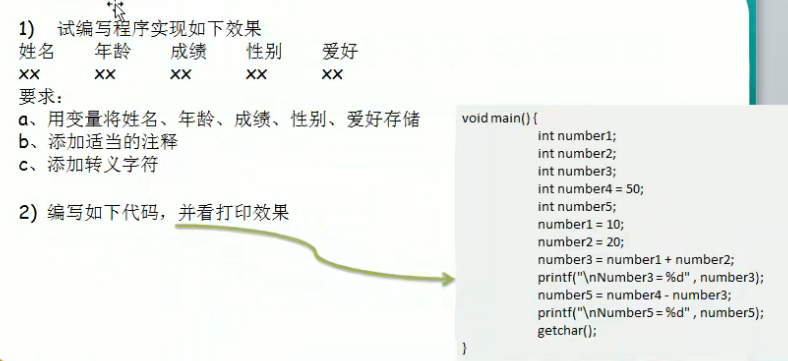 1) 试编写程序实现如下效果
姓名 年龄 成绩 性别 爱好
xx xx xx xx xx
要求：
a、用变量将姓名、年龄、成绩、性别、爱好存储
b、添加适当的注释
c、添加转义字符
2) 编写如下代码，并看打印效果
void main() {
int number1;
int number2;
int number3;
int number4 = 50;
int number5;
number1 = 10;
number2 = 20;
number3 = number1 + number2;
printf("\nNumber3 = %d" , number3);
number5 = number4 - number3;
printf("\nNumber5 = %d" , number5);
getchar();
}